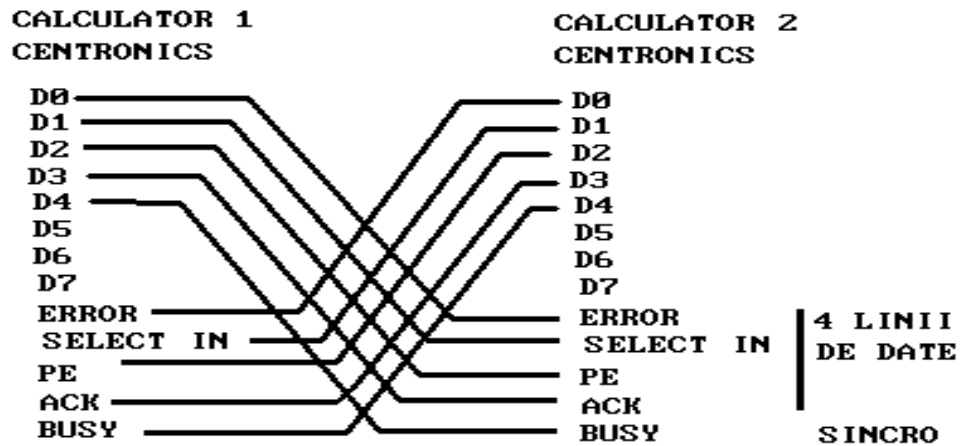 CALCULATOR 1
CENTRONICS
D0
D1
D2
D3
D4
D5
D6
D7
ERROR
SELECT IN
PE
ACK
BUSY
CALCULATOR 2
CENTRONICS
D0
D1
D2
D3
D4
D5
D6
D7
ERROR
SELECT IN
PE
ACK
BUSY
4 LINII
DE DATE
SINCRO